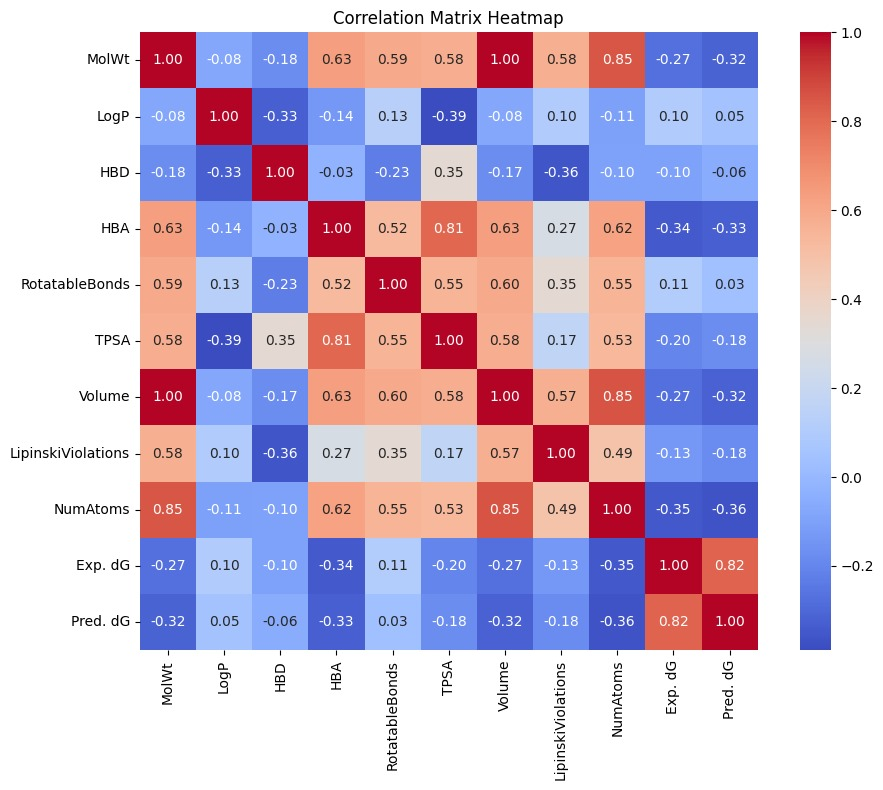 Correlation Matrix Heatmap
MolWt 1.00 -0.08 -0.18 0.63 0.59 0.58 1.00 0.58 0.85 -0.27 -0.32
LogP -0.08 1.00 -0.33 -0.14 0.13 -0.39 -0.08 0.10 -0.11 0.10 0.05
HBD -0.18 -0.33 1.00 -0.03 -0.23 0.35 -0.17 -0.36 -0.10 -0.10 -0.06
HBA 0.63 -0.14 -0.03 1.00 0.52 0.81 0.63 0.27 0.62 -0.34 -0.33
RotatableBonds 0.59 0.13 -0.23 0.52 1.00 0.55 0.60 0.35 0.55 0.11 0.03
TPSA 0.58 -0.39 0.35 0.81 0.55 1.00 0.58 0.17 0.53 -0.20 -0.18
Volume 1.00 -0.08 -0.17 0.63 0.60 0.58 1.00 0.57 0.85 -0.27 -0.32
LipinskiViolations 0.58 0.10 -0.36 0.27 0.35 0.17 0.57 1.00 0.49 -0.13 -0.18
NumAtoms 0.85 -0.11 -0.10 0.62 0.55 0.53 0.85 0.49 1.00 -0.35 -0.36
Exp. dG -0.27 0.10 -0.10 -0.34 0.11 -0.20 -0.27 -0.13 -0.35 1.00 0.82
Pred. dG -0.32 0.05 -0.06 -0.33 0.03 -0.18 -0.32 -0.18 -0.36 0.82 1.00
MolWt LogP HBD HBA RotatableBonds TPSA Volume LipinskiViolations NumAtoms Exp. dG Pred. dG
1.0
0.8
0.6
0.4
0.2
0.0
−0.2